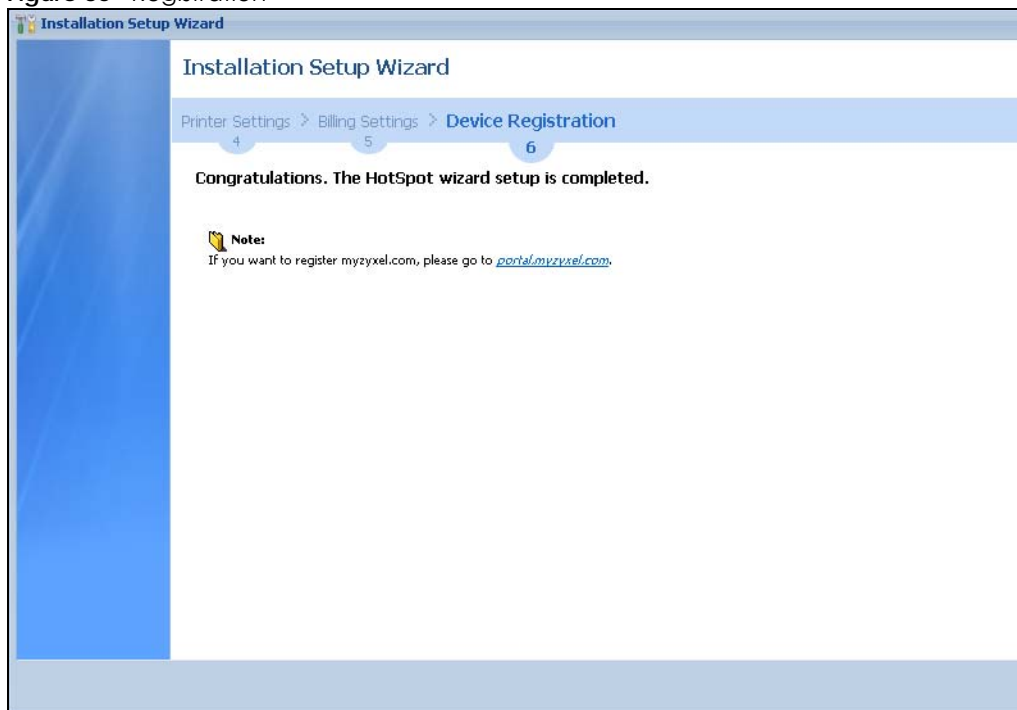 Registration
Installation Setup Wizard
Installation Setup Wizard
Printer Settings > Billing Settings > Device Registration
4 5 6
Congratulations. The HotSpot wizard setup is completed.
Note:
If you want to register myzyxel.com, please go to portal.myzyxel.com.